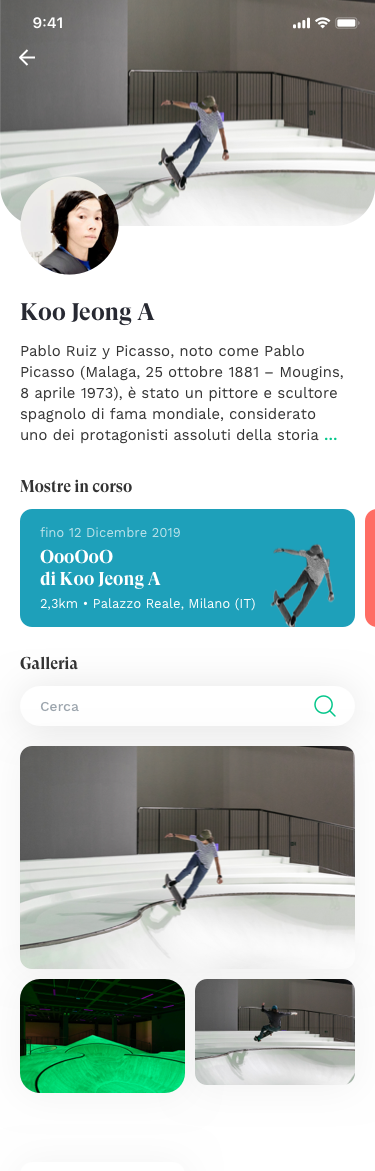 9:41
Koo Jeong A
Pablo Ruiz y Picasso, noto come Pablo
Picasso (Malaga, 25 ottobre 1881 – Mougins,
8 aprile 1973), è stato un pittore e scultore
spagnolo di fama mondiale, considerato
uno dei protagonisti assoluti della storia ...
Mostre in corso
fino 12 Dicembre 2019
OooOoO
di Koo Jeong A
2,3km • Palazzo Reale, Milano (IT)
Galleria
Cerca